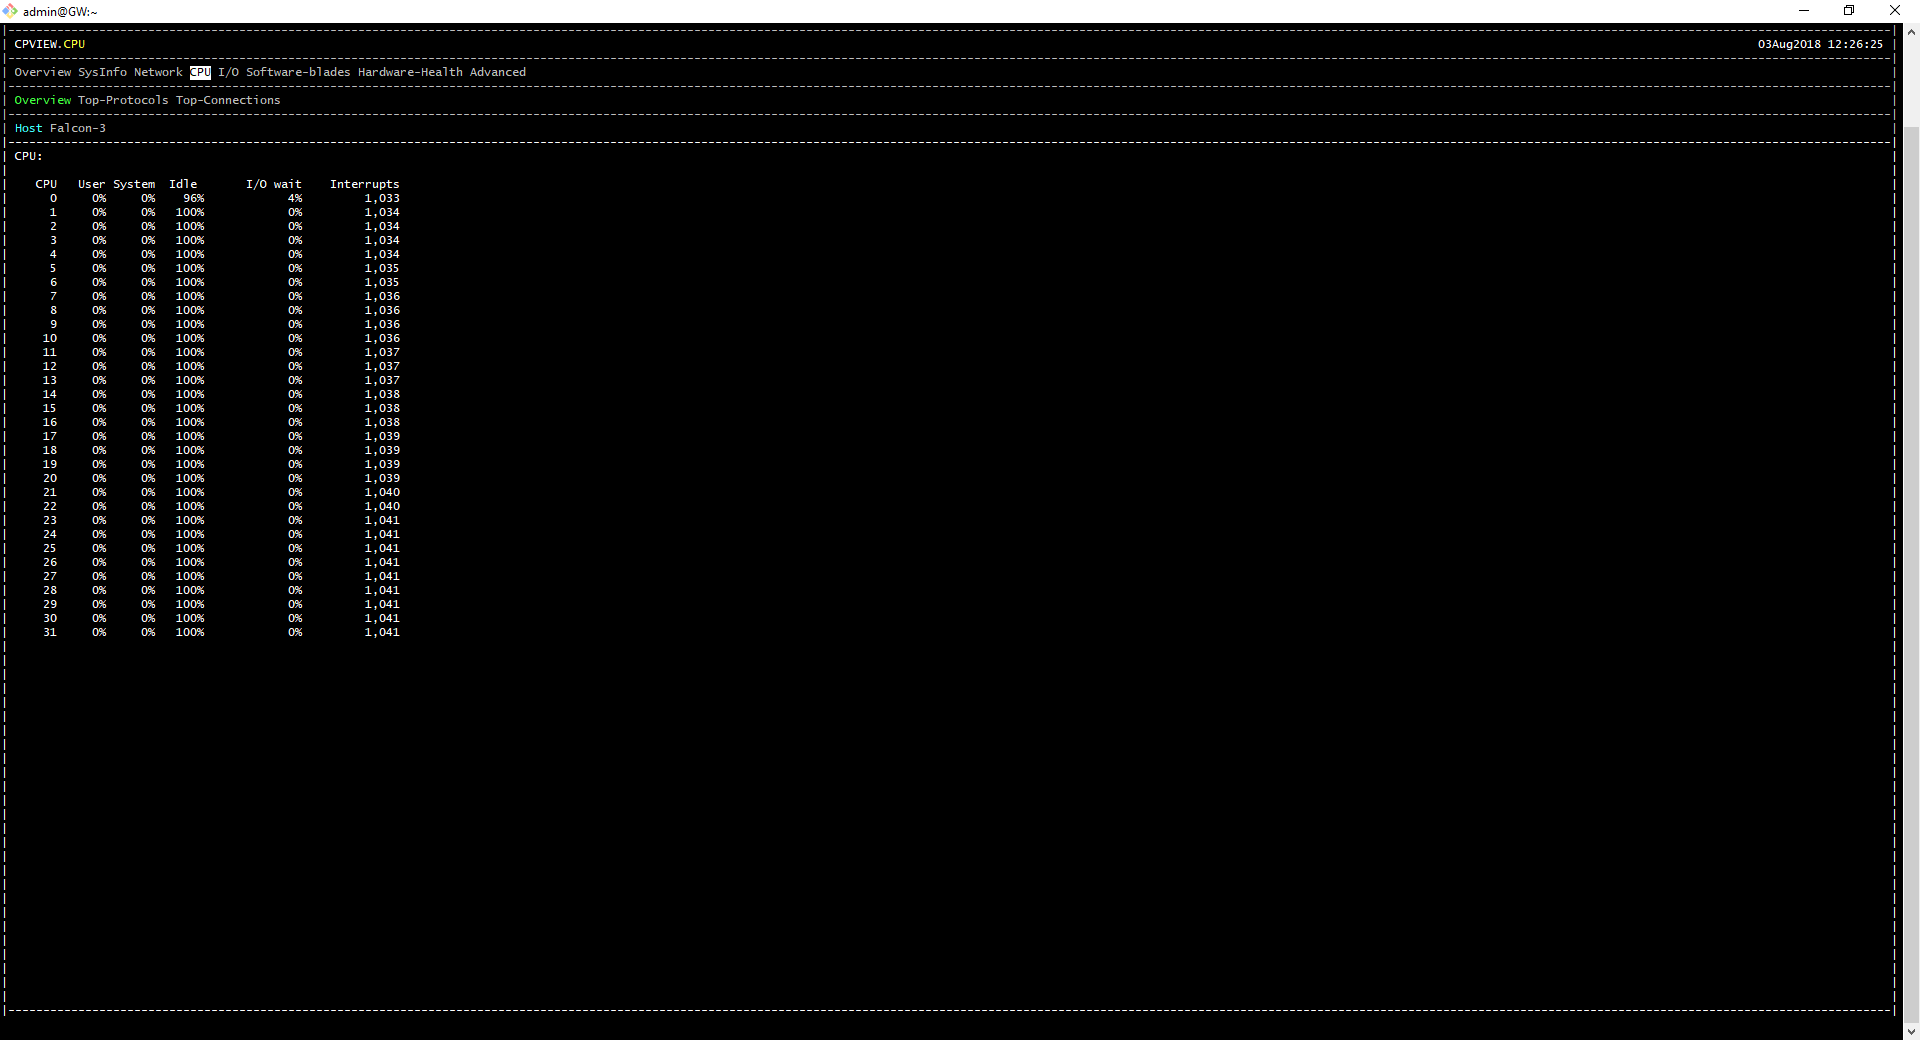 admin@GW:~
CPVIEW.CPU 03Aug2018 12:26:25
Overview SysInfo Network CPU I/O Software-blades Hardware-Health Advanced
Overview Top-Protocols Top-Connections
Host Falcon-3
CPU:
CPU User System Idle I/O wait Interrupts
0 0% 0% 96% 4% 1,033
1 0% 0% 100% 0% 1,034
2 0% 0% 100% 0% 1,034
3 0% 0% 100% 0% 1,034
4 0% 0% 100% 0% 1,034
5 0% 0% 100% 0% 1,035
6 0% 0% 100% 0% 1,035
7 0% 0% 100% 0% 1,036
8 0% 0% 100% 0% 1,036
9 0% 0% 100% 0% 1,036
10 0% 0% 100% 0% 1,036
11 0% 0% 100% 0% 1,037
12 0% 0% 100% 0% 1,037
13 0% 0% 100% 0% 1,037
14 0% 0% 100% 0% 1,038
15 0% 0% 100% 0% 1,038
16 0% 0% 100% 0% 1,038
17 0% 0% 100% 0% 1,039
18 0% 0% 100% 0% 1,039
19 0% 0% 100% 0% 1,039
20 0% 0% 100% 0% 1,039
21 0% 0% 100% 0% 1,040
22 0% 0% 100% 0% 1,040
23 0% 0% 100% 0% 1,041
24 0% 0% 100% 0% 1,041
25 0% 0% 100% 0% 1,041
26 0% 0% 100% 0% 1,041
27 0% 0% 100% 0% 1,041
28 0% 0% 100% 0% 1,041
29 0% 0% 100% 0% 1,041
30 0% 0% 100% 0% 1,041
31 0% 0% 100% 0% 1,041